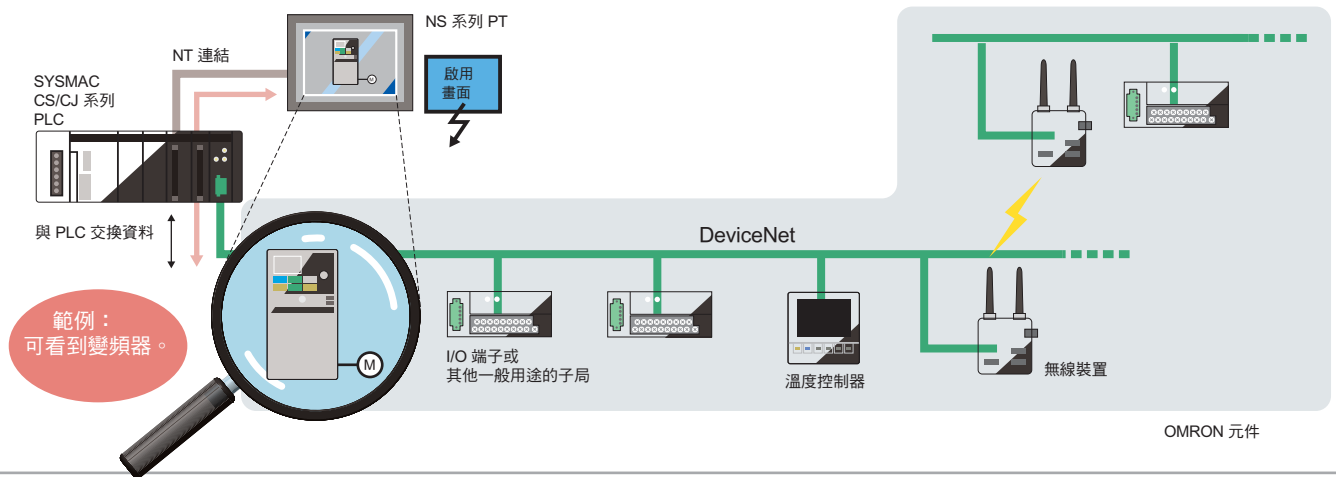 NS 系列 PT
NT 連結
啟用
畫面
SYSMAC
CS/CJ 系列
PLC
與 PLC 交換資料
DeviceNet
範例：
可看到變頻器。
M
M
I/O 端子或
其他一般用途的子局
溫度控制器
無線裝置
OMRON 元件